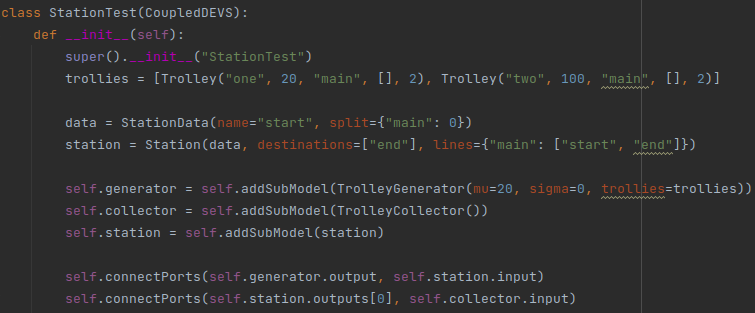 class StationTest(CoupledDEVS):
    def __init__(self):
        super().__init__("StationTest")
        trollies = [Trolley("one", 20, "main", [], 2), Trolley("two", 100, "main", [], 2)]

        data = StationData(name="start", split={"main": 0})
        station = Station(data, destinations=["end"], lines={"main": ["start", "end"]})

        self.generator = self.addSubModel(TrolleyGenerator(mu=20, sigma=0, trollies=trollies))
        self.collector = self.addSubModel(TrolleyCollector())
        self.station = self.addSubModel(station)

        self.connectPorts(self.generator.output, self.station.input)
        self.connectPorts(self.station.outputs[0], self.collector.input)